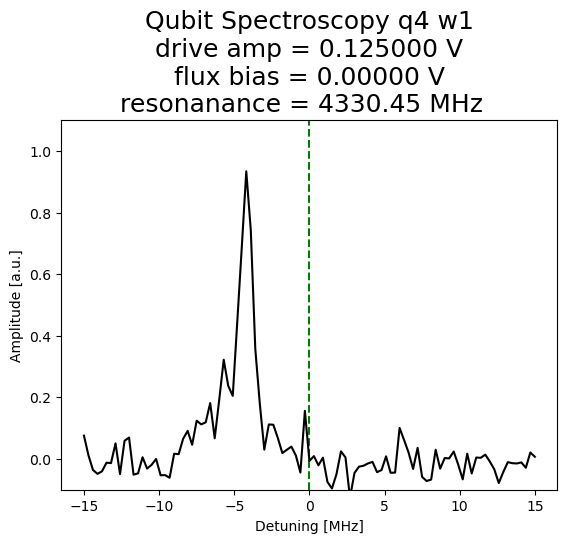 Qubit Spectroscopy q4 w1
drive amp = 0.125000 V
flux bias = 0.00000 V
resonanance = 4330.45 MHz
1.0
0.8
0.6
0.4
0.2
0.0
Amplitude [a.u.]
−15
−10
−5
0
5
10
15
Detuning [MHz]